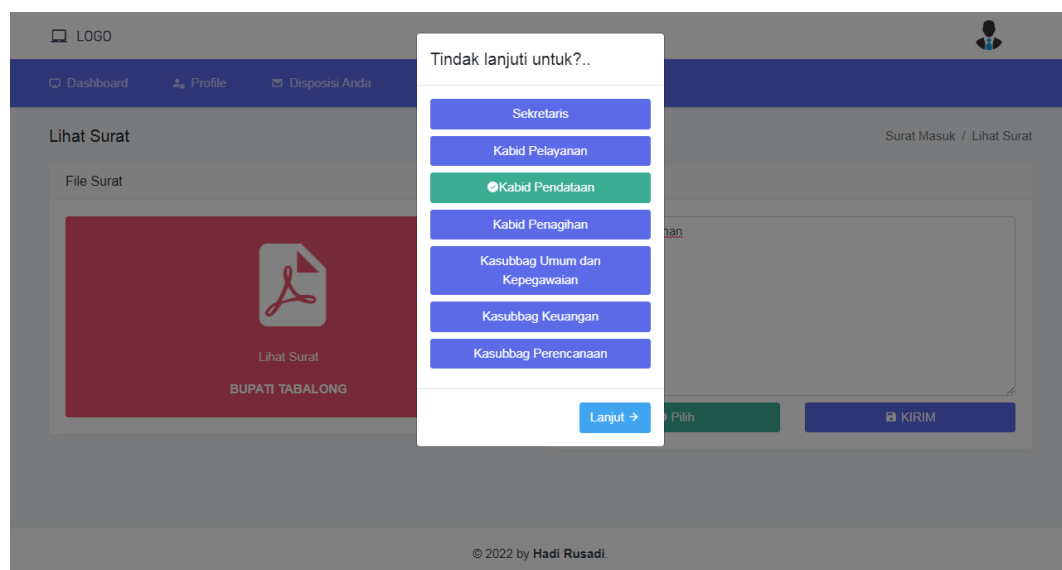 LOGO
Dashboard
Profile
Disposisi Anda
Lihat Surat
Surat Masuk / Lihat Surat
File Surat
Lihat Surat
BUPATI TABALONG
Tindak lanjuti untuk?..
Sekretaris
Kabid Pelayanan
Kabid Pendataan
Kabid Penagihan
Kasubbag Umum dan
Kepegawaian
Kasubbag Keuangan
Kasubbag Perencanaan
Lanjut →
Pilih
KIRIM
© 2022 by Hadi Rusadi.